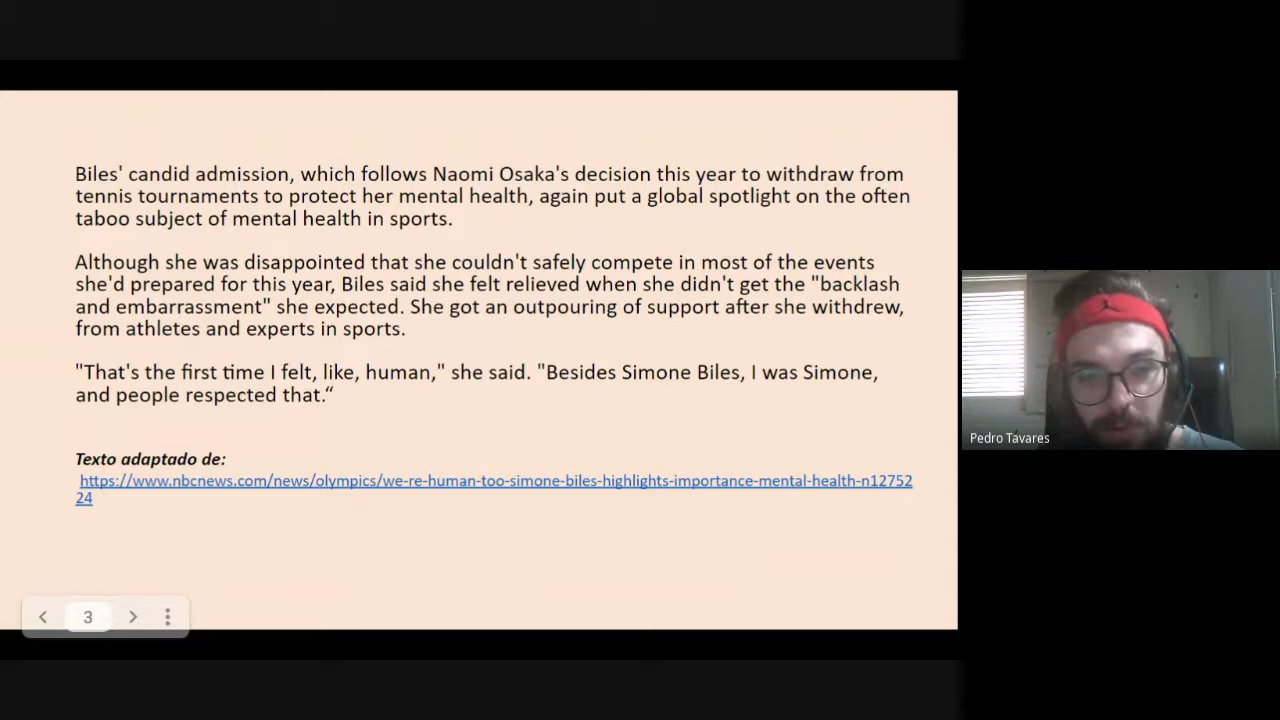 Biles' candid admission, which follows Naomi Osaka's decision this year to withdraw from
tennis tournaments to protect her mental health, again put a global spotlight on the often
taboo subject of mental health in sports.
Although she was disappointed that she couldn't safely compete in most of the events
she'd prepared for this year, Biles said she felt relieved when she didn't get the "backlash
and embarrassment" she expected. She got an outpouring of support after she withdrew,
from athletes and experts in sports.
"That's the first time I felt, like, human," she said. "Besides Simone Biles, I was Simone,
and people respected that.“
Texto adaptado de:
https://www.nbcnews.com/news/olympics/we-re-human-too-simone-biles-highlights-importance-mental-health-n12752
24
3
Pedro Tavares